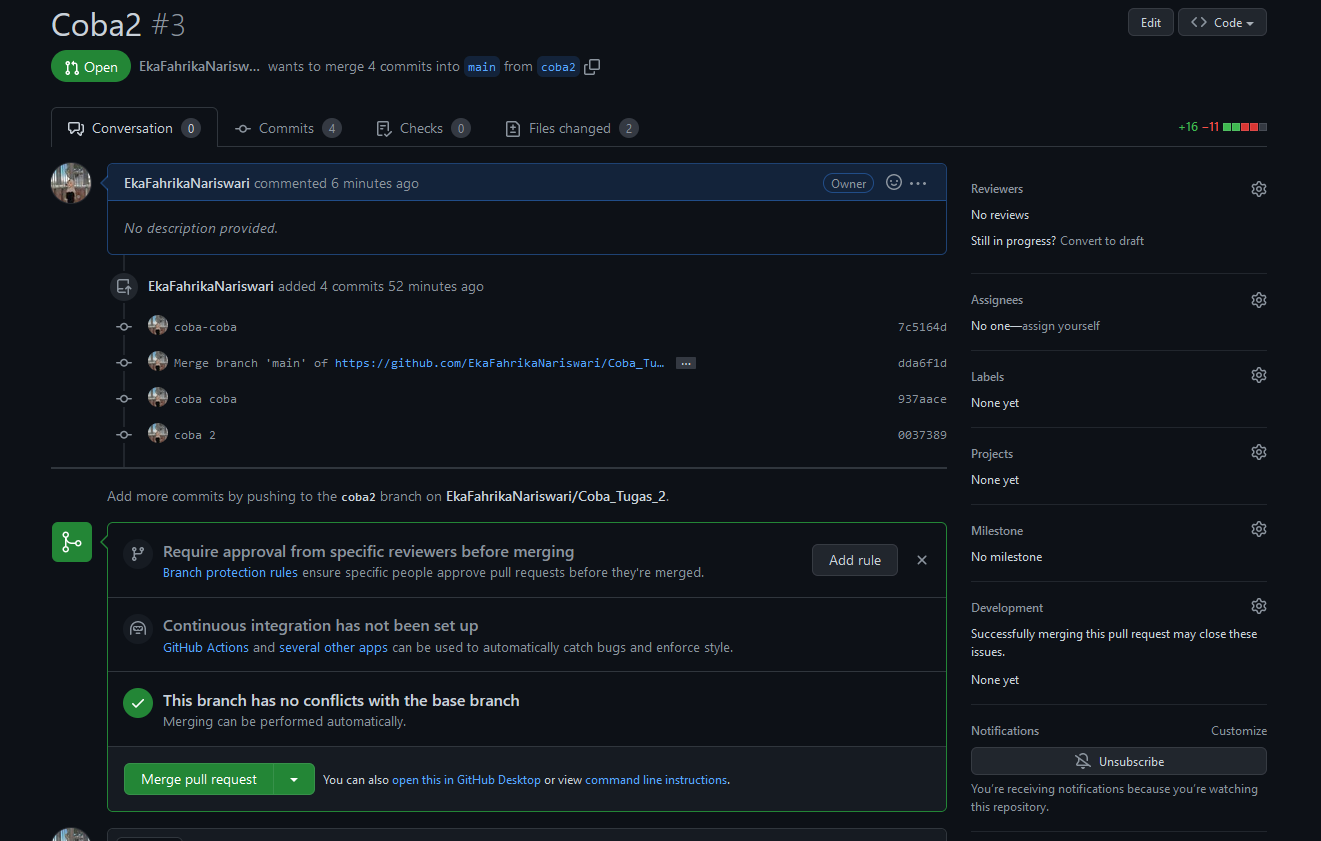 Coba2 #3
Edit
Code
Open
EkaFahrikaNarisw... wants to merge 4 commits into main from coba2
Conversation 0
Commits 4
Checks 0
Files changed 2
+16 −11
EkaFahrikaNariswari commented 6 minutes ago
Owner
No description provided.
EkaFahrikaNariswari added 4 commits 52 minutes ago
coba-coba 7c5164d
Merge branch 'main' of https://github.com/EkaFahrikaNariswari/Coba_Tu… ... dda6f1d
coba coba 937aace
coba 2 0037389
Add more commits by pushing to the coba2 branch on EkaFahrikaNariswari/Coba_Tugas_2.
Require approval from specific reviewers before merging
Branch protection rules ensure specific people approve pull requests before they're merged.
Add rule
Continuous integration has not been set up
GitHub Actions and several other apps can be used to automatically catch bugs and enforce style.
This branch has no conflicts with the base branch
Merging can be performed automatically.
Merge pull request
You can also open this in GitHub Desktop or view command line instructions.
Reviewers
No reviews
Still in progress? Convert to draft
Assignees
No one—assign yourself
Labels
None yet
Projects
None yet
Milestone
No milestone
Development
Successfully merging this pull request may close these
issues.
None yet
Notifications
Customize
Unsubscribe
You're receiving notifications because you're watching
this repository.